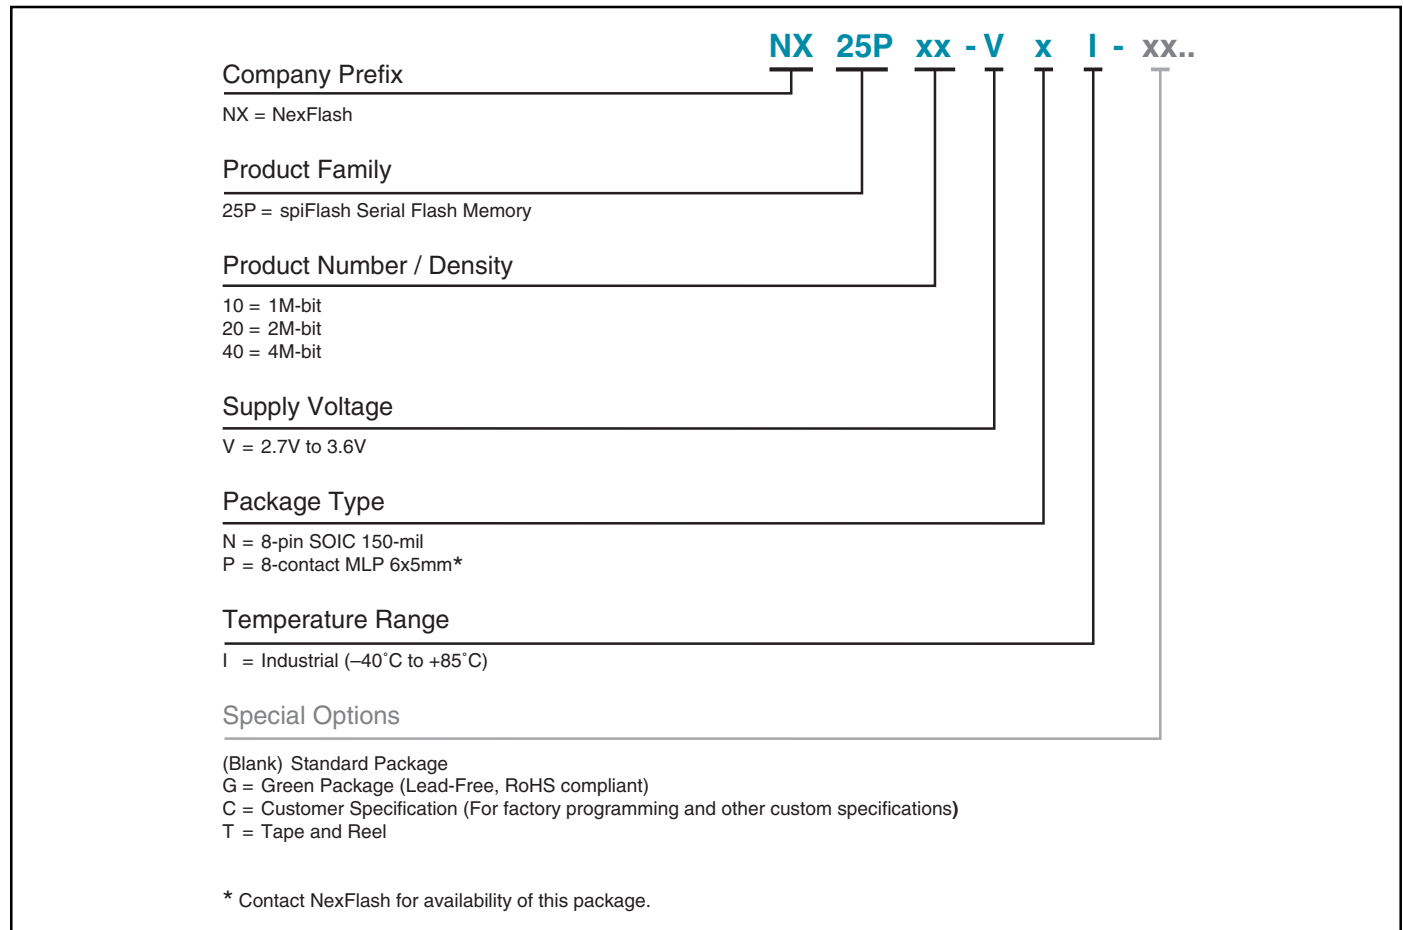 NX 25P xx - V x I - xx..
Company Prefix
NX = NexFlash
Product Family
25P = spiFlash Serial Flash Memory
Product Number / Density
10 = 1M-bit
20 = 2M-bit
40 = 4M-bit
Supply Voltage
V = 2.7V to 3.6V
Package Type
N = 8-pin SOIC 150-mil
P = 8-contact MLP 6x5mm*
Temperature Range
I = Industrial (–40˚C to +85˚C)
Special Options
(Blank) Standard Package
G = Green Package (Lead-Free, RoHS compliant)
C = Customer Specification (For factory programming and other custom specifications)
T = Tape and Reel
* Contact NexFlash for availability of this package.